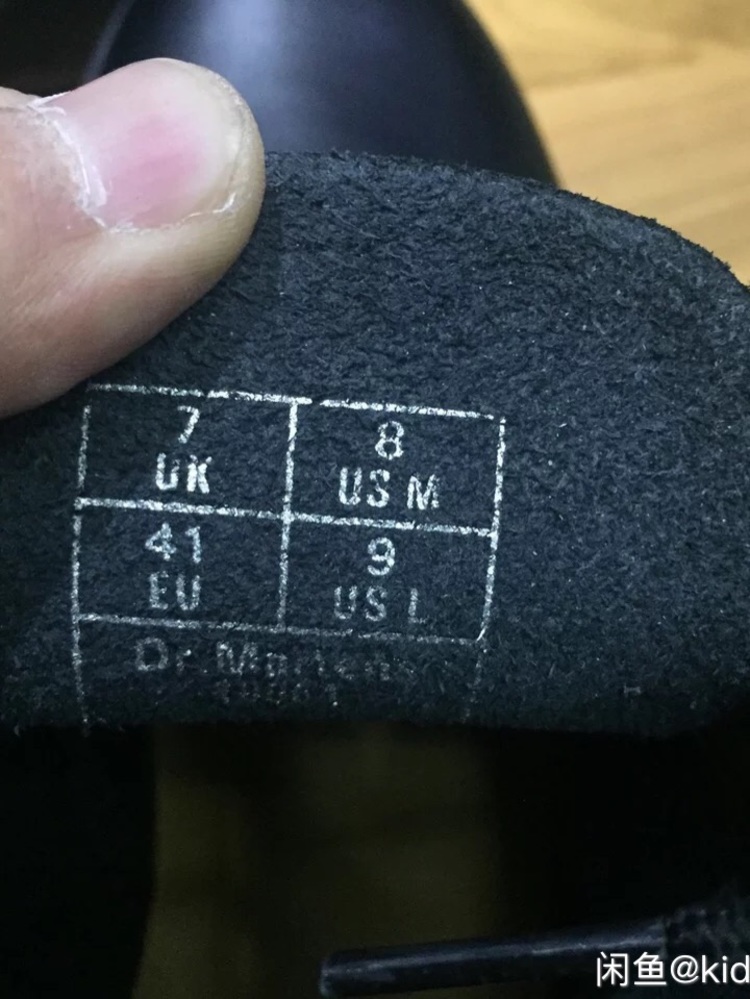 7
UK
8
US M
41
EU
9
US L
Dr. Martens
闲鱼@kid